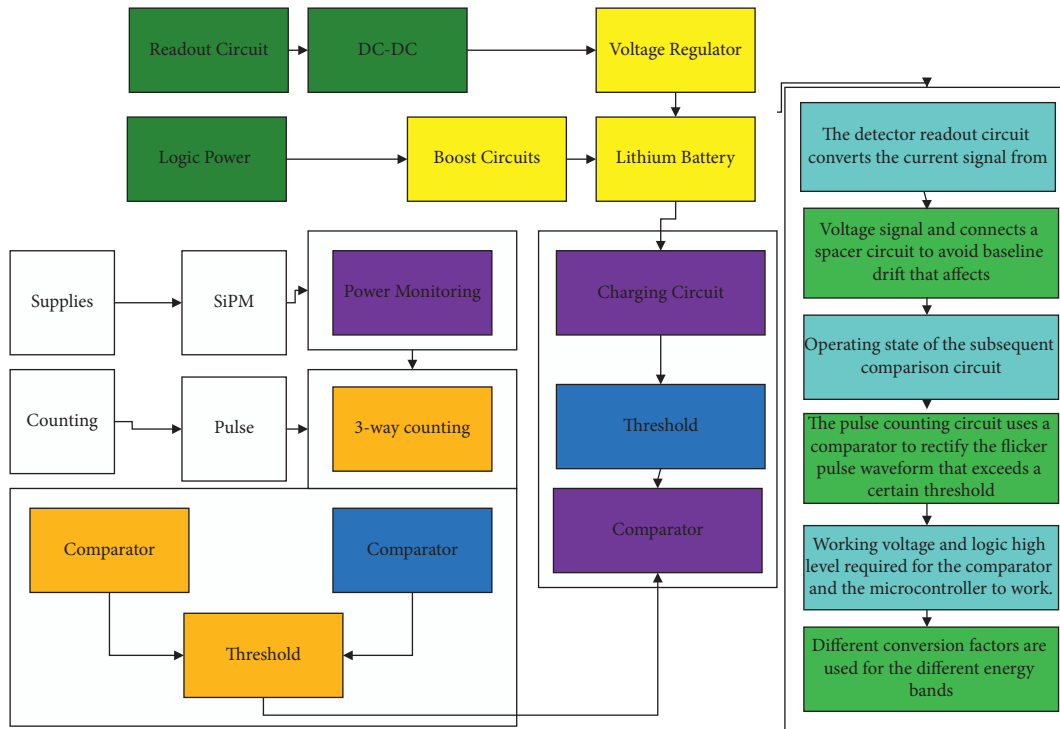 Readout Circuit
DC-DC
Voltage Regulator
Logic Power
Boost Circuits
Lithium Battery
Supplies
SiPM
Power Monitoring
Charging Circuit
Counting
Pulse
3-way counting
Threshold
Comparator
Comparator
Comparator
Threshold
The detector readout circuit
converts the current signal from
Voltage signal and connects a
spacer circuit to avoid baseline
drift that affects
Operating state of the subsequent
comparison circuit
The pulse counting circuit uses a
comparator to rectify the flicker
pulse waveform that exceeds a
certain threshold
Working voltage and logic high
level required for the comparator
and the microcontroller to work.
Different conversion factors are
used for the different energy
bands